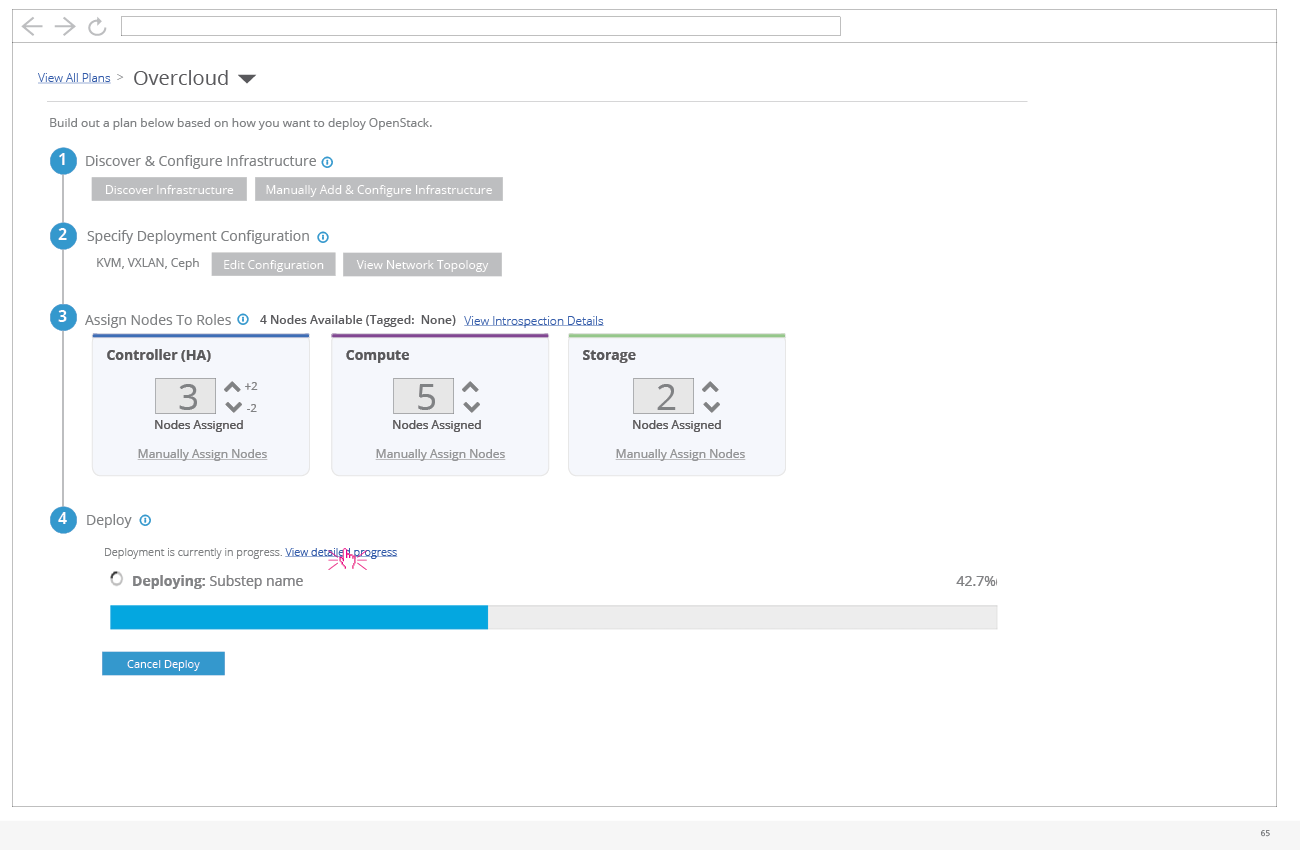 View All Plans > Overcloud
Build out a plan below based on how you want to deploy OpenStack.
1 Discover & Configure Infrastructure
Discover Infrastructure Manually Add & Configure Infrastructure
2 Specify Deployment Configuration
KVM, VXLAN, Ceph Edit Configuration View Network Topology
3 Assign Nodes To Roles 4 Nodes Available (Tagged: None) View Introspection Details
Controller (HA)
3 +2 -2
Nodes Assigned
Manually Assign Nodes
Compute
5
Nodes Assigned
Manually Assign Nodes
Storage
2
Nodes Assigned
Manually Assign Nodes
4 Deploy
Deployment is currently in progress. View detailed progress
Deploying: Substep name 42.7%
Cancel Deploy
65